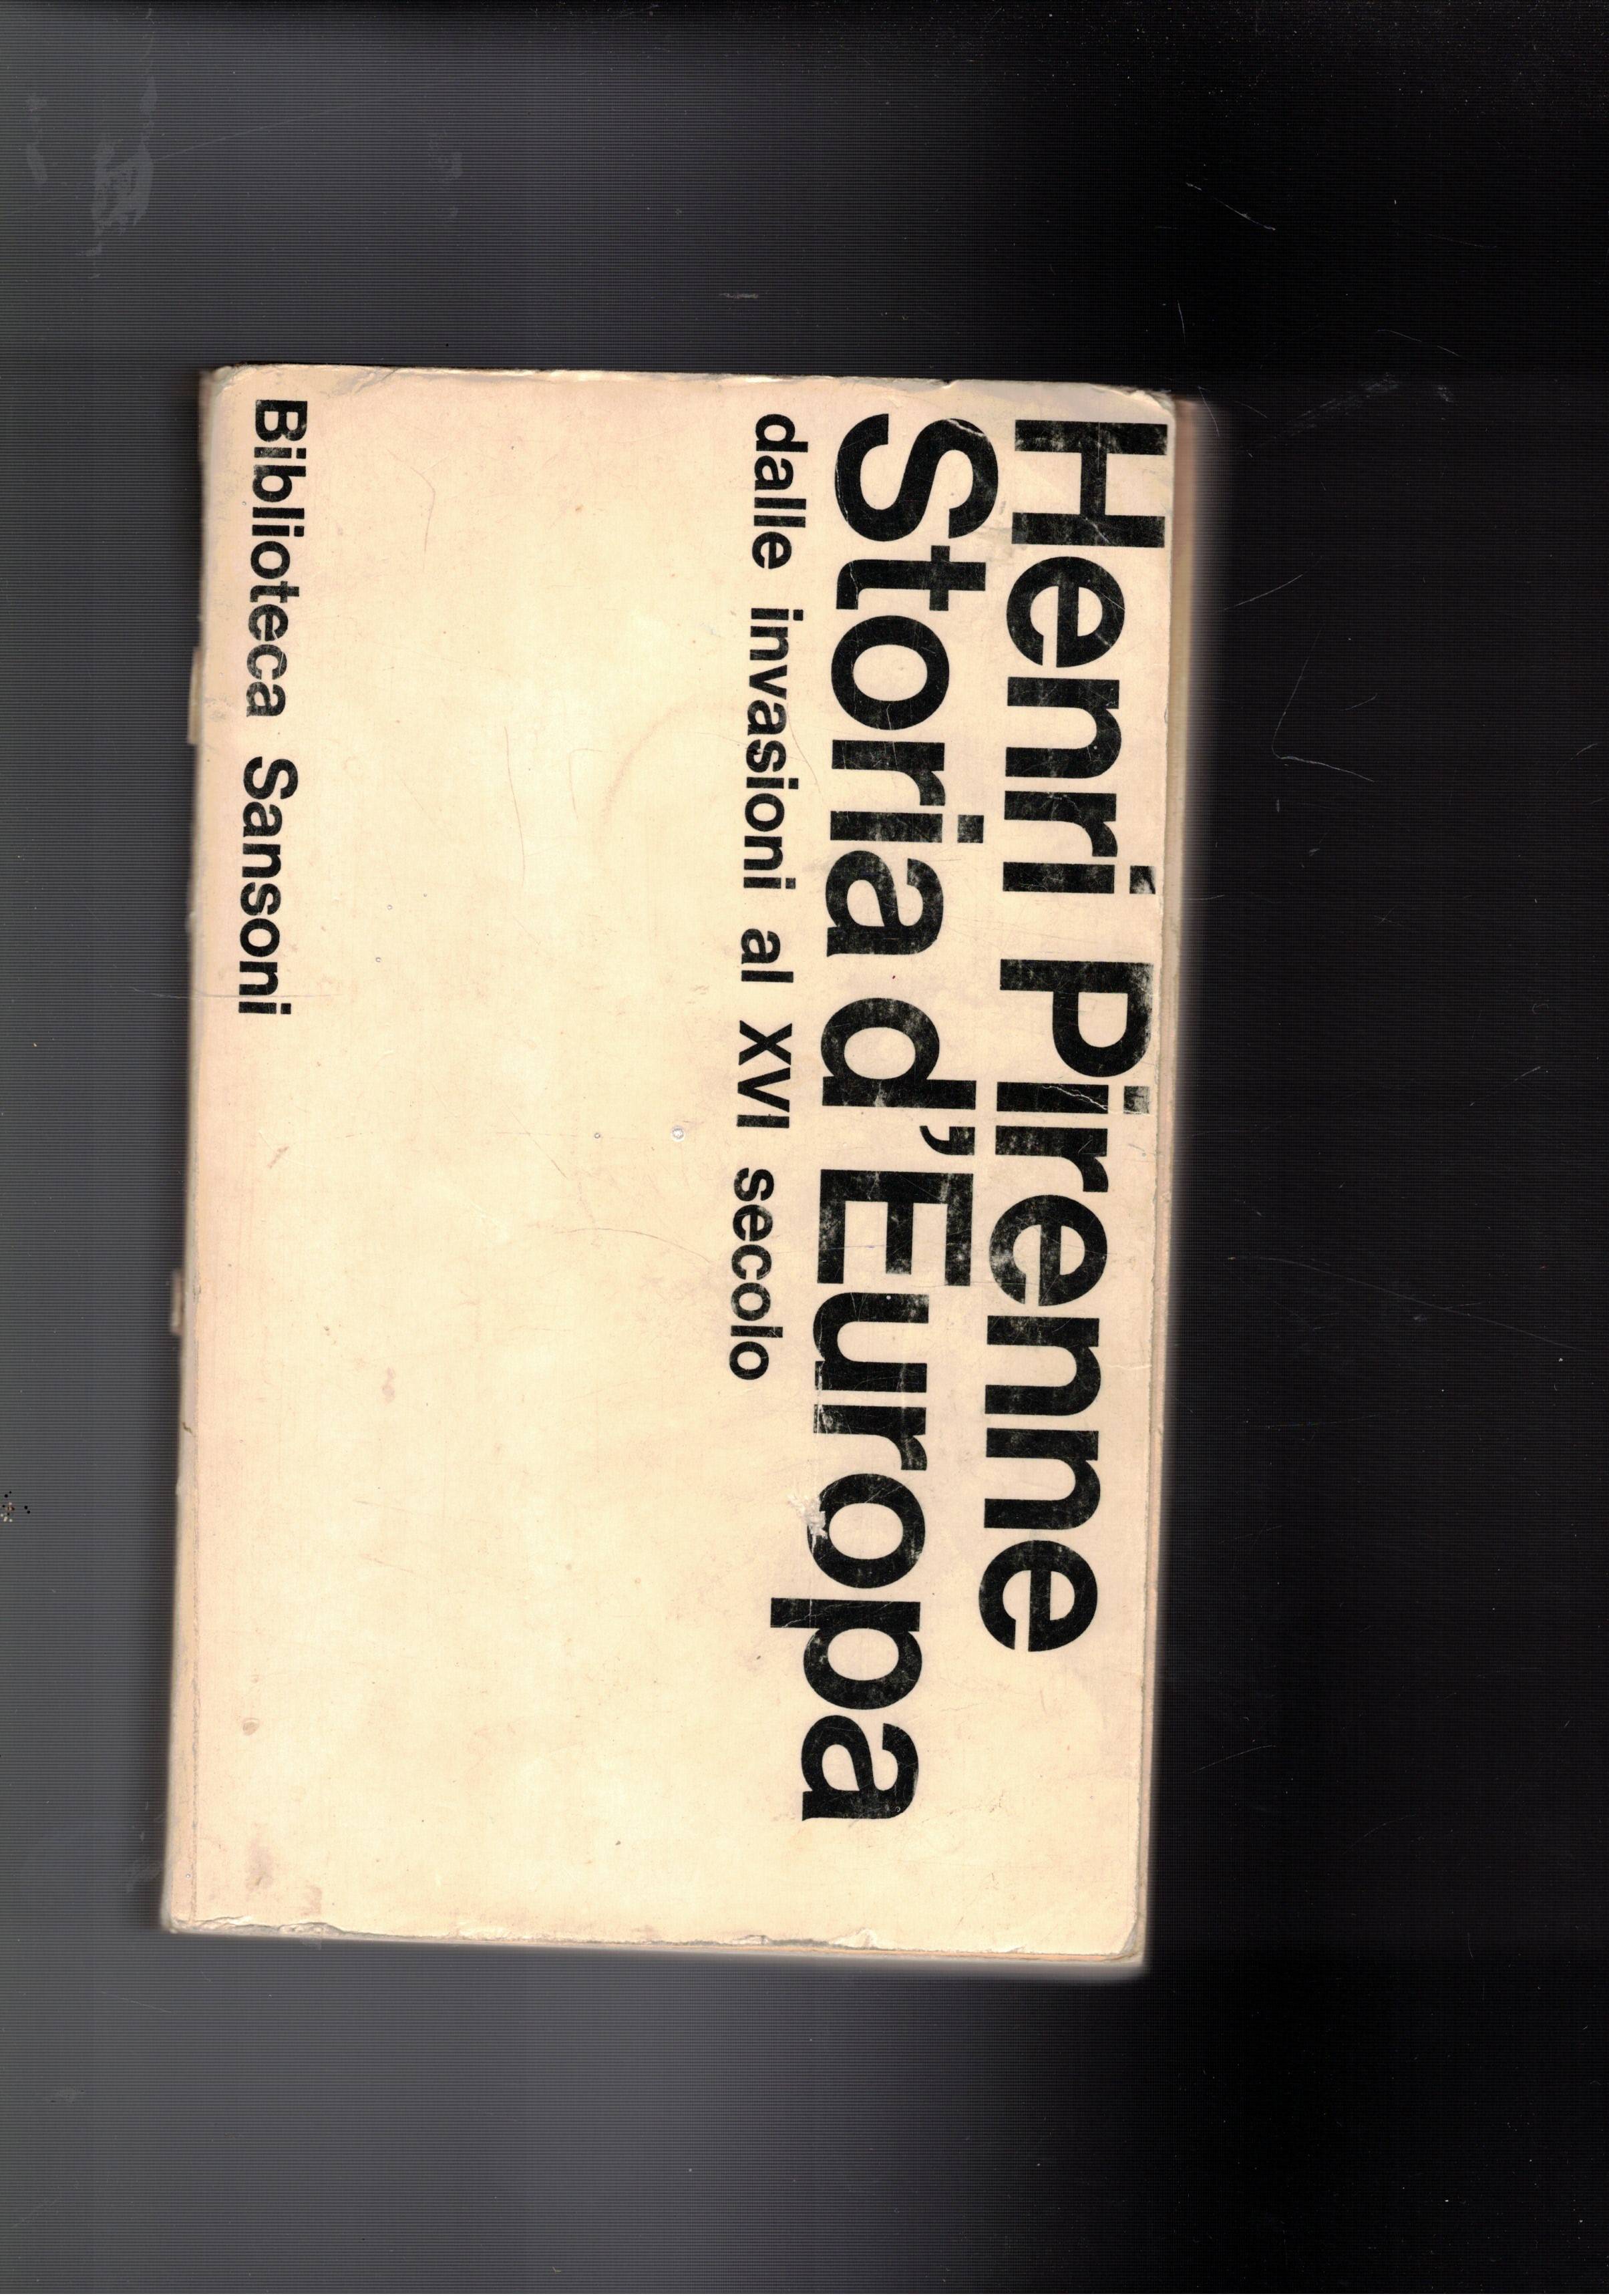 Henri Pirenne
Storia d'Europa
dalle invasioni al XVI secolo
Biblioteca Sansoni